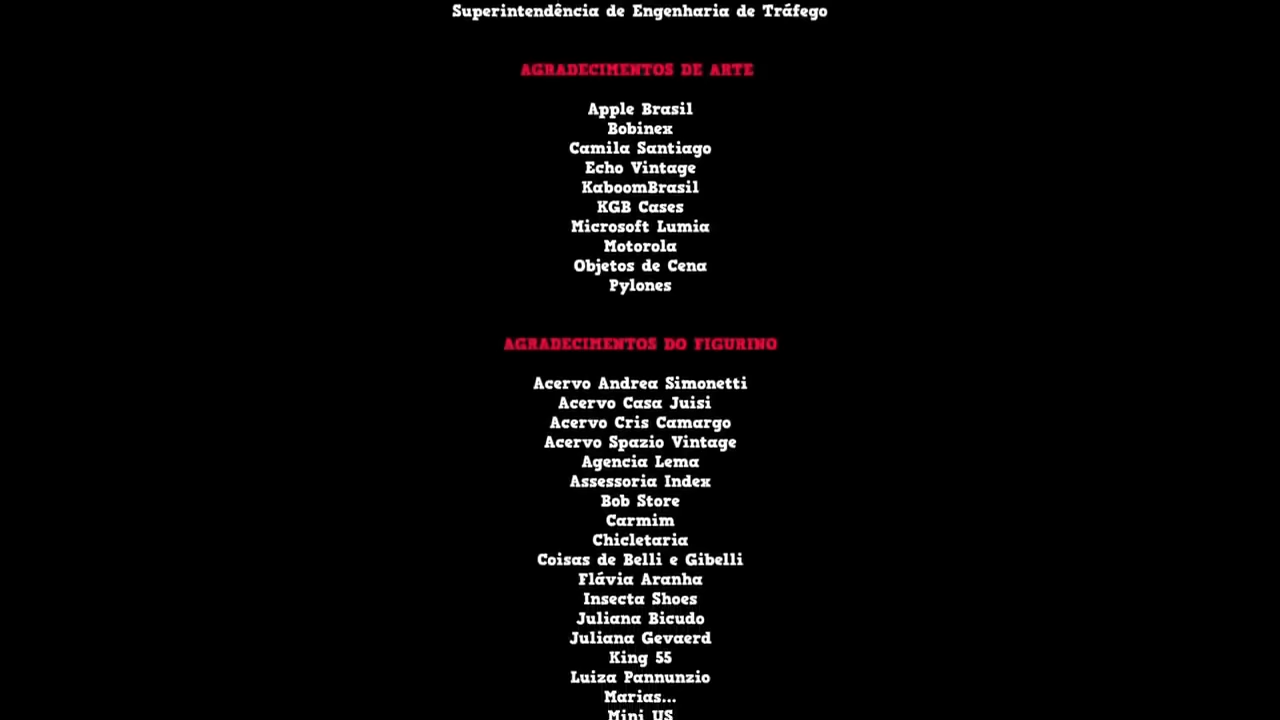 Superintendência de Engenharia de Tráfego
AGRADECIMENTOS DE ARTE
Apple Brasil
Bobinex
Camila Santiago
Echo Vintage
KaboomBrasil
KGB Cases
Microsoft Lumia
Motorola
Objetos de Cena
Pylones
AGRADECIMENTOS DO FIGURINO
Acervo Andrea Simonetti
Acervo Casa Juisi
Acervo Cris Camargo
Acervo Spazio Vintage
Agencia Lema
Assessoria Index
Bob Store
Carmim
Chicletaria
Coisas de Belli e Gibelli
Flávia Aranha
Insecta Shoes
Juliana Bicudo
Juliana Gevaerd
King 55
Luiza Pannunzio
Marias...
Mini US